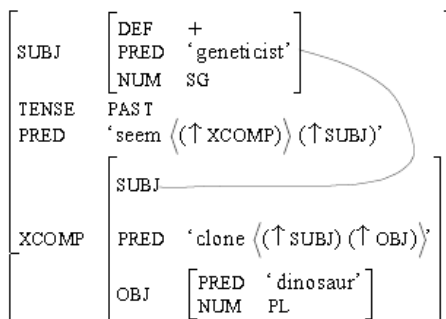 DEF +
SUBJ PRED ‘geneticist’
NUM SG
TENSE PAST
PRED ‘seem ⟨(↑ XCOMP)⟩ (↑SUBJ)’
SUBJ
XCOMP PRED ‘clone ⟨(↑ SUBJ) (↑ OBJ)⟩’
PRED ‘dinosaur’
OBJ
NUM PL